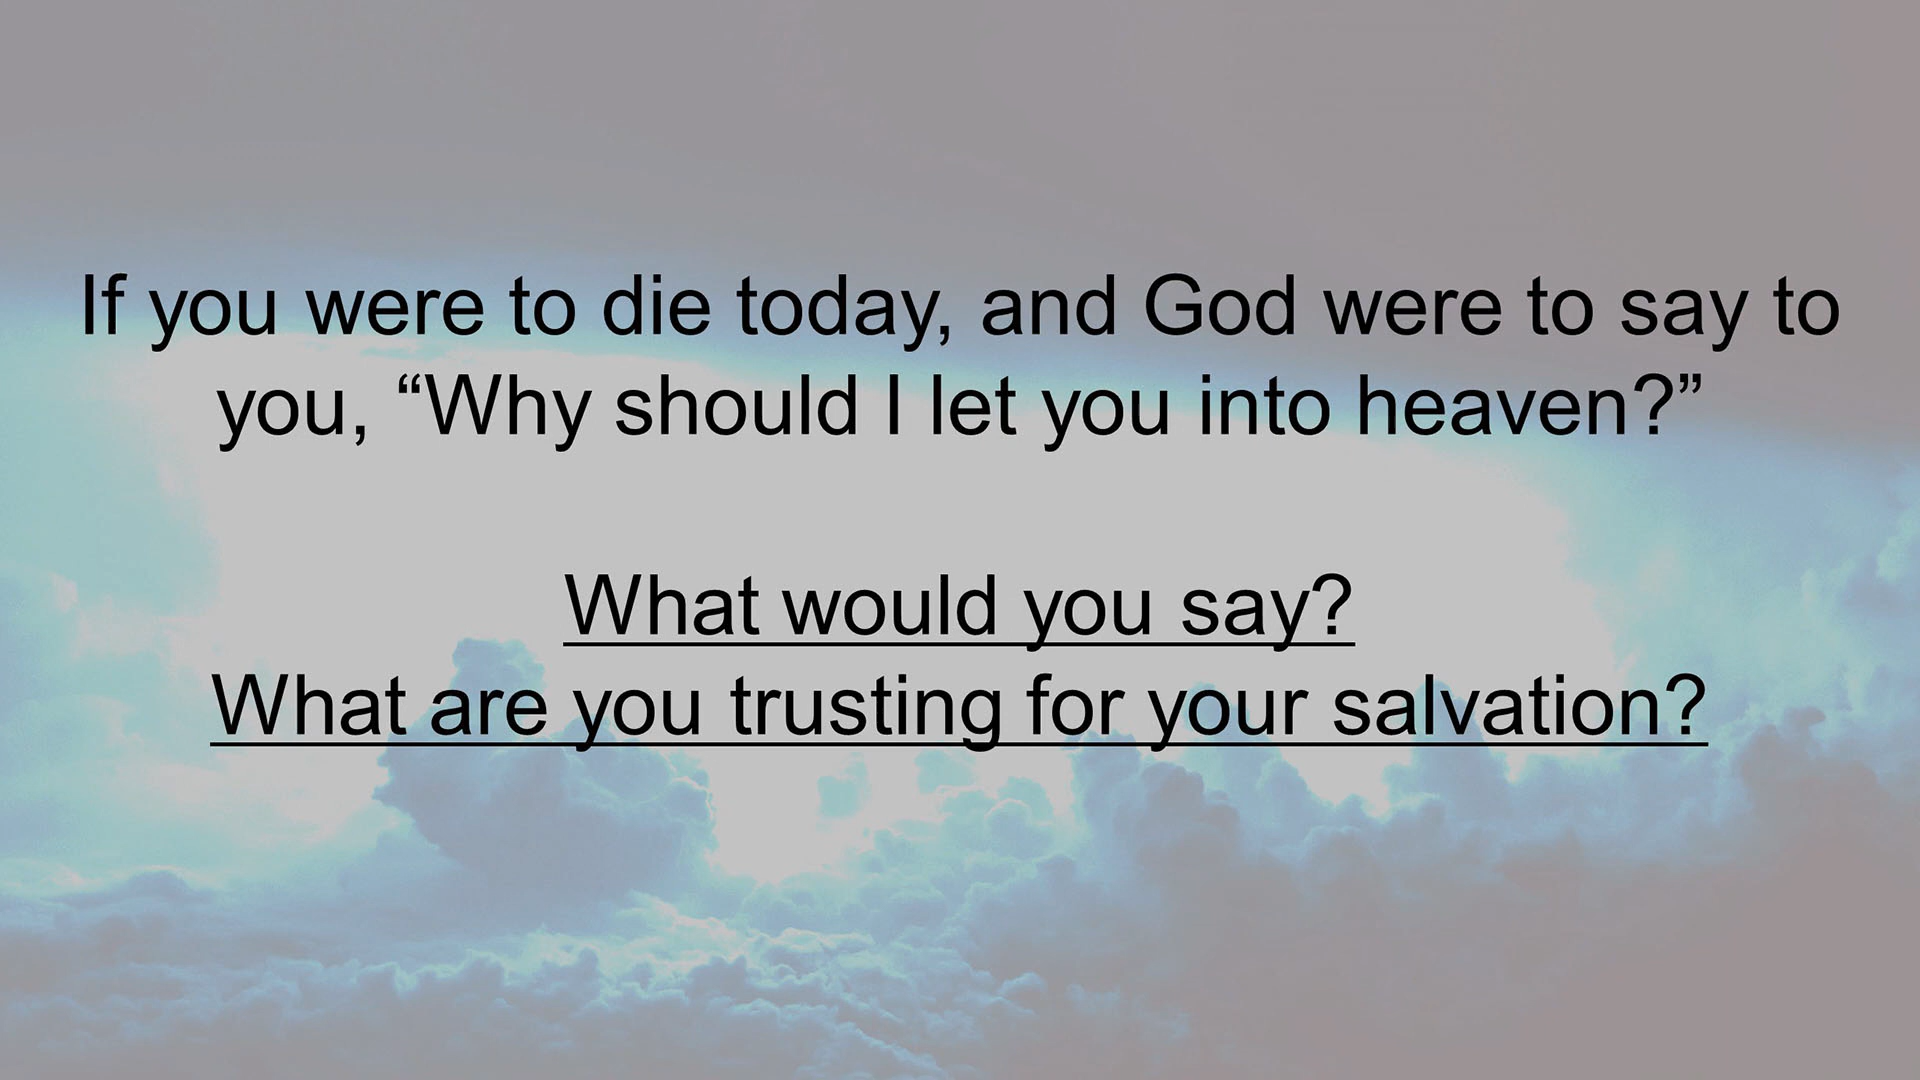 If you were to die today, and God were to say to
you, “Why should I let you into heaven?”
What would you say?
What are you trusting for your salvation?